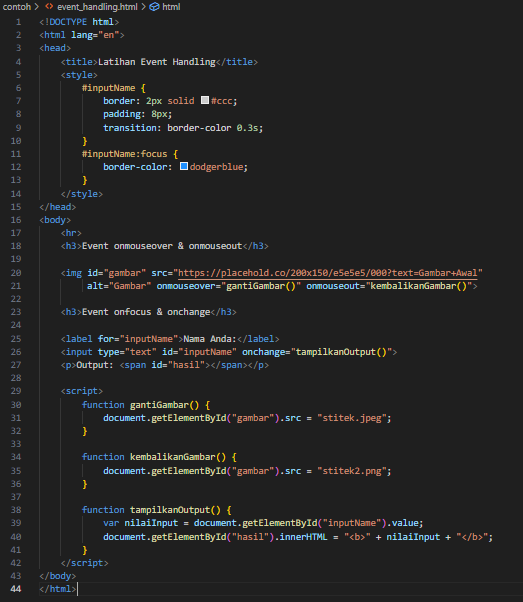 contoh > <> event_handling.html > html
1 <!DOCTYPE html>
2 <html lang="en">
3 <head>
4     <title>Latihan Event Handling</title>
5     <style>
6         #inputName {
7             border: 2px solid #ccc;
8             padding: 8px;
9             transition: border-color 0.3s;
10         }
11         #inputName:focus {
12             border-color: dodgerblue;
13         }
14     </style>
15 </head>
16 <body>
17     <hr>
18     <h3>Event onmouseover & onmouseout</h3>
19
20     <img id="gambar" src="https://placehold.co/200x150/e5e5e5/000?text=Gambar+Awal"
21         alt="Gambar" onmouseover="gantiGambar()" onmouseout="kembalikanGambar()">
22
23     <h3>Event onfocus & onchange</h3>
24
25     <label for="inputName">Nama Anda:</label>
26     <input type="text" id="inputName" onchange="tampilkanOutput()">
27     <p>Output: <span id="hasil"></span></p>
28
29     <script>
30         function gantiGambar() {
31             document.getElementById("gambar").src = "stitek.jpeg";
32         }
33
34         function kembalikanGambar() {
35             document.getElementById("gambar").src = "stitek2.png";
36         }
37
38         function tampilkanOutput() {
39             var nilaiInput = document.getElementById("inputName").value;
40             document.getElementById("hasil").innerHTML = "<b>" + nilaiInput + "</b>";
41         }
42     </script>
43 </body>
44 </html>